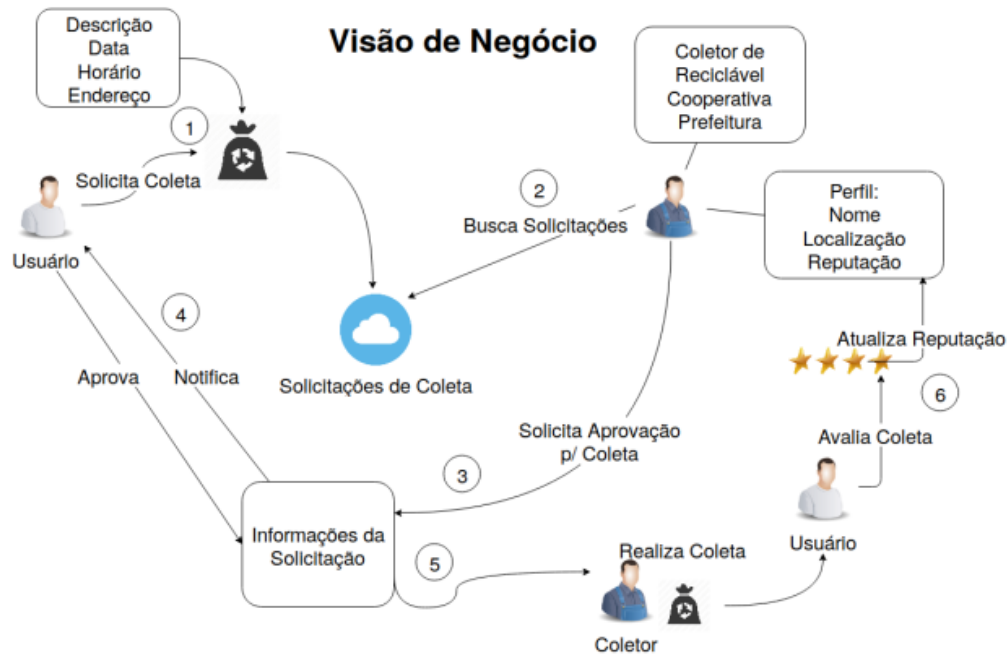 Visão de Negócio
Descrição
Data
Horário
Endereço
1
Solicita Coleta
Usuário
Coletor de
Reciclável
Cooperativa
Prefeitura
2
Busca Solicitações
Perfil:
Nome
Localização
Reputação
Solicitações de Coleta
4
Aprova
Notifica
Solicita Aprovação
p/ Coleta
3
Informações da
Solicitação
5
Realiza Coleta
Coletor
Usuário
Avalia Coleta
6
Atualiza Reputação